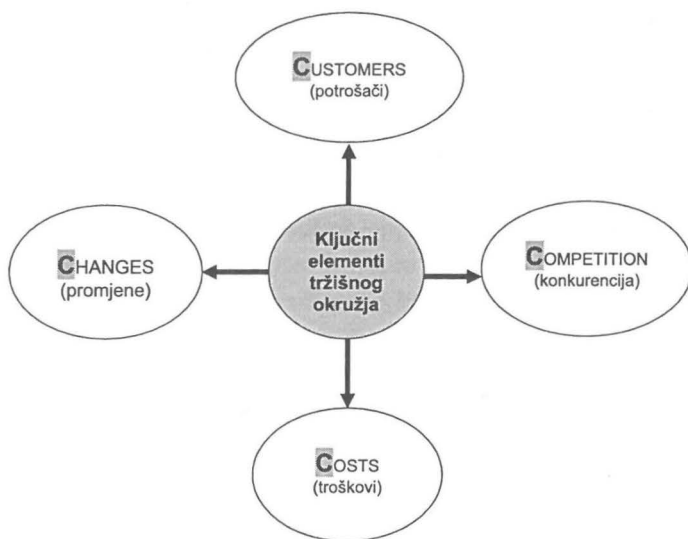 CUSTOMERS
(potrošači)
CHANGES
(promjene)
Ključni
elementi
tržišnog
okružja
COMPETITION
(konkurencija)
COSTS
(troškovi)